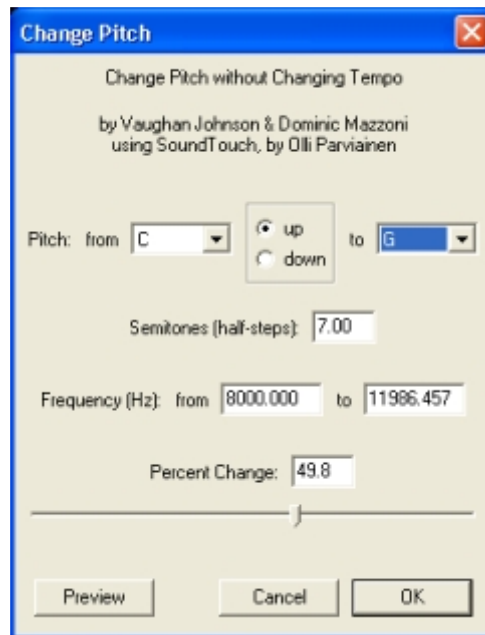 Change Pitch
Change Pitch without Changing Tempo
by Vaughan Johnson & Dominic Mazzoni
using SoundTouch, by Olli Parviainen
Pitch: from C up down to G
Semitones (half-steps): 7.00
Frequency (Hz): from 8000.000 to 11986.457
Percent Change: 49.8
Preview Cancel OK